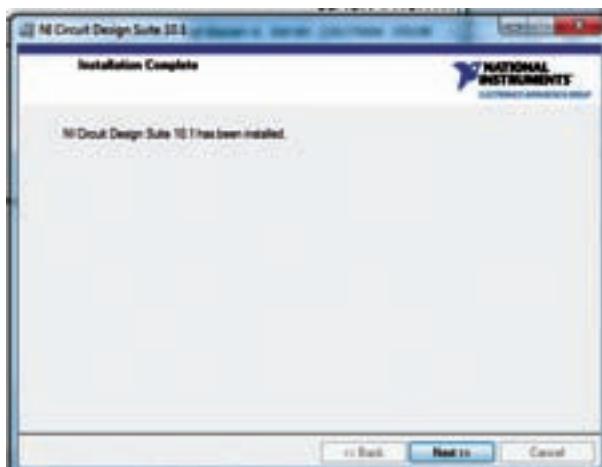 NI Circuit Design Suite 10.1
Installation Complete
NATIONAL
INSTRUMENTS
NI Circuit Design Suite 10.1 has been installed.
<< Back
Next >>
Cancel